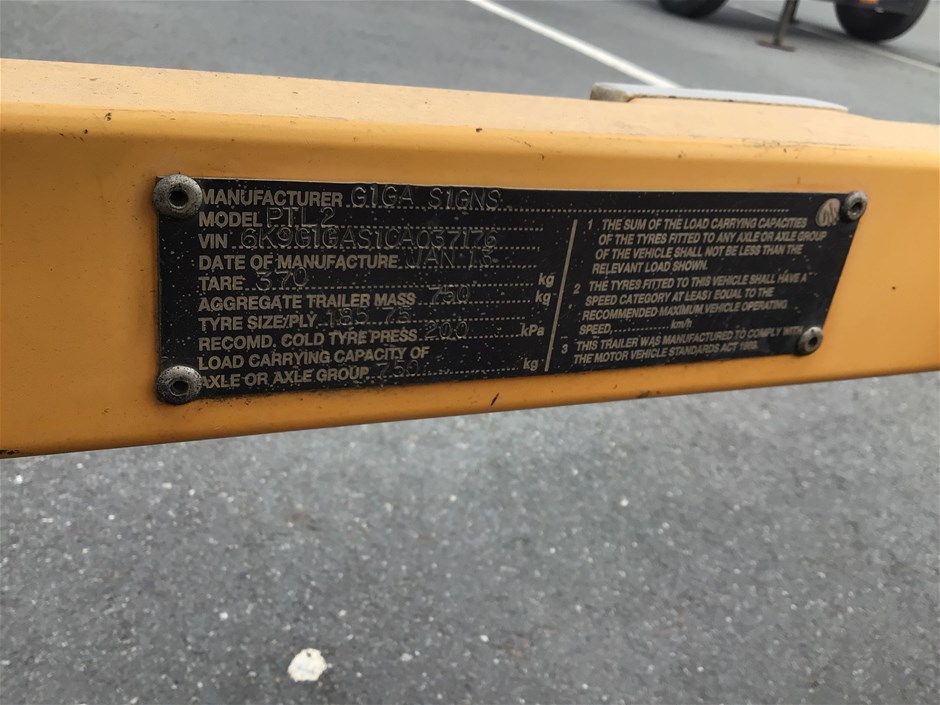 MANUFACTURER G1GA S1GNS
MODEL PTL2
VIN 6K9G1GAS1CA037176
DATE OF MANUFACTURE JAN 13
TARE 370 kg
AGGREGATE TRAILER MASS 750 kg
TYRE SIZE/PLY 185 75
RECOMD. COLD TYRE PRESS 200 kPa
LOAD CARRYING CAPACITY OF
AXLE OR AXLE GROUP 750 kg
1 THE SUM OF THE LOAD CARRYING CAPACITIES
OF THE TYRES FITTED TO ANY AXLE OR AXLE GROUP
OF THE VEHICLE SHALL NOT BE LESS THAN THE
RELEVANT LOAD SHOWN.
2 THE TYRES FITTED TO THIS VEHICLE SHALL HAVE A
SPEED CATEGORY AT LEAST EQUAL TO THE
RECOMMENDED MAXIMUM VEHICLE OPERATING
SPEED, km/h
3 THIS TRAILER WAS MANUFACTURED TO COMPLY WITH
THE MOTOR VEHICLE STANDARDS ACT 1989.